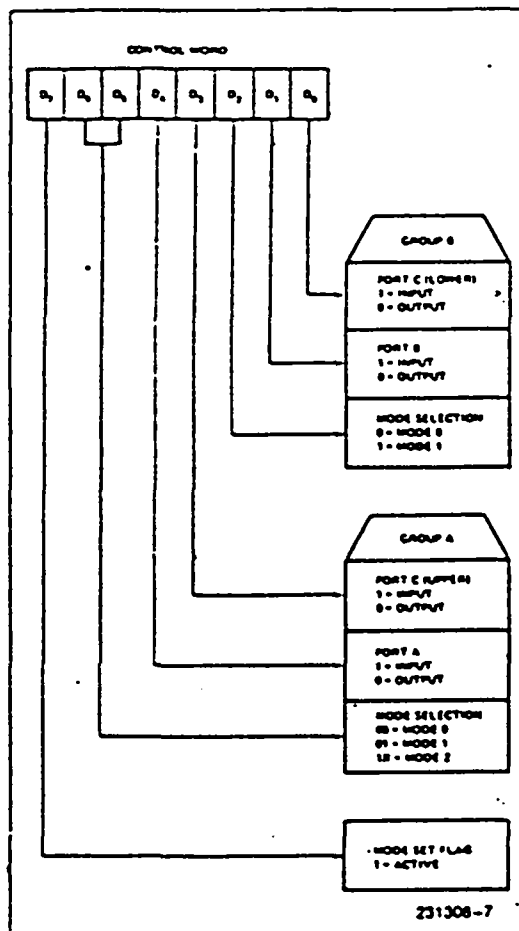 CONTROL WORD
D7 D6 D5 D4 D3 D2 D1 D0
GROUP B
PORT C (LOWER)
1 = INPUT
0 = OUTPUT
PORT B
1 = INPUT
0 = OUTPUT
MODE SELECTION
0 = MODE 0
1 = MODE 1
GROUP A
PORT C (UPPER)
1 = INPUT
0 = OUTPUT
PORT A
1 = INPUT
0 = OUTPUT
MODE SELECTION
00 = MODE 0
01 = MODE 1
1X = MODE 2
MODE SET FLAG
1 = ACTIVE
231308-7